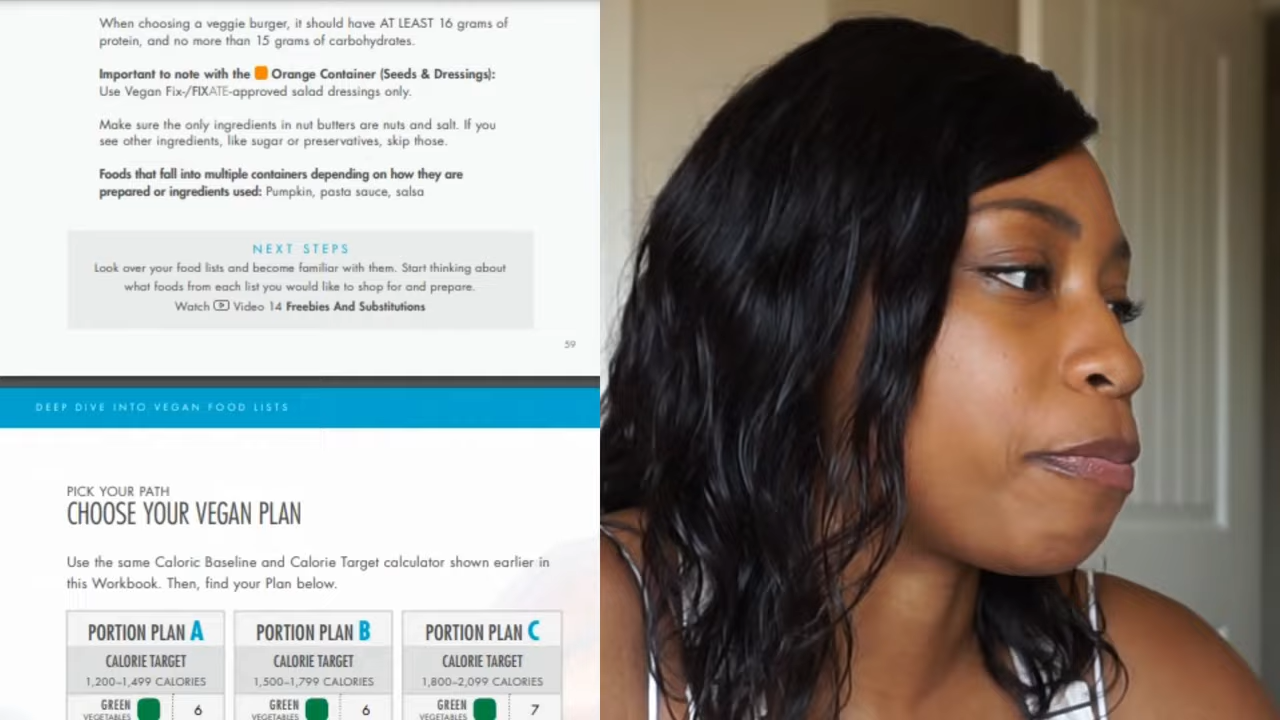 When choosing a veggie burger, it should have AT LEAST 16 grams of
protein, and no more than 15 grams of carbohydrates.
Important to note with the Orange Container (Seeds & Dressings):
Use Vegan Fix-/FIXATE-approved salad dressings only.
Make sure the only ingredients in nut butters are nuts and salt. If you
see other ingredients, like sugar or preservatives, skip those.
Foods that fall into multiple containers depending on how they are
prepared or ingredients used: Pumpkin, pasta sauce, salsa
NEXT STEPS
Look over your food lists and become familiar with them. Start thinking about
what foods from each list you would like to shop for and prepare.
Watch Video 14 Freebies And Substitutions
59
DEEP DIVE INTO VEGAN FOOD LISTS
PICK YOUR PATH
CHOOSE YOUR VEGAN PLAN
Use the same Caloric Baseline and Calorie Target calculator shown earlier in
this Workbook. Then, find your Plan below.
PORTION PLAN A PORTION PLAN B PORTION PLAN C
CALORIE TARGET CALORIE TARGET CALORIE TARGET
1,200–1,499 CALORIES 1,500–1,799 CALORIES 1,800–2,099 CALORIES
GREEN 6 GREEN 6 GREEN 7
VEGETABLES VEGETABLES VEGETABLES